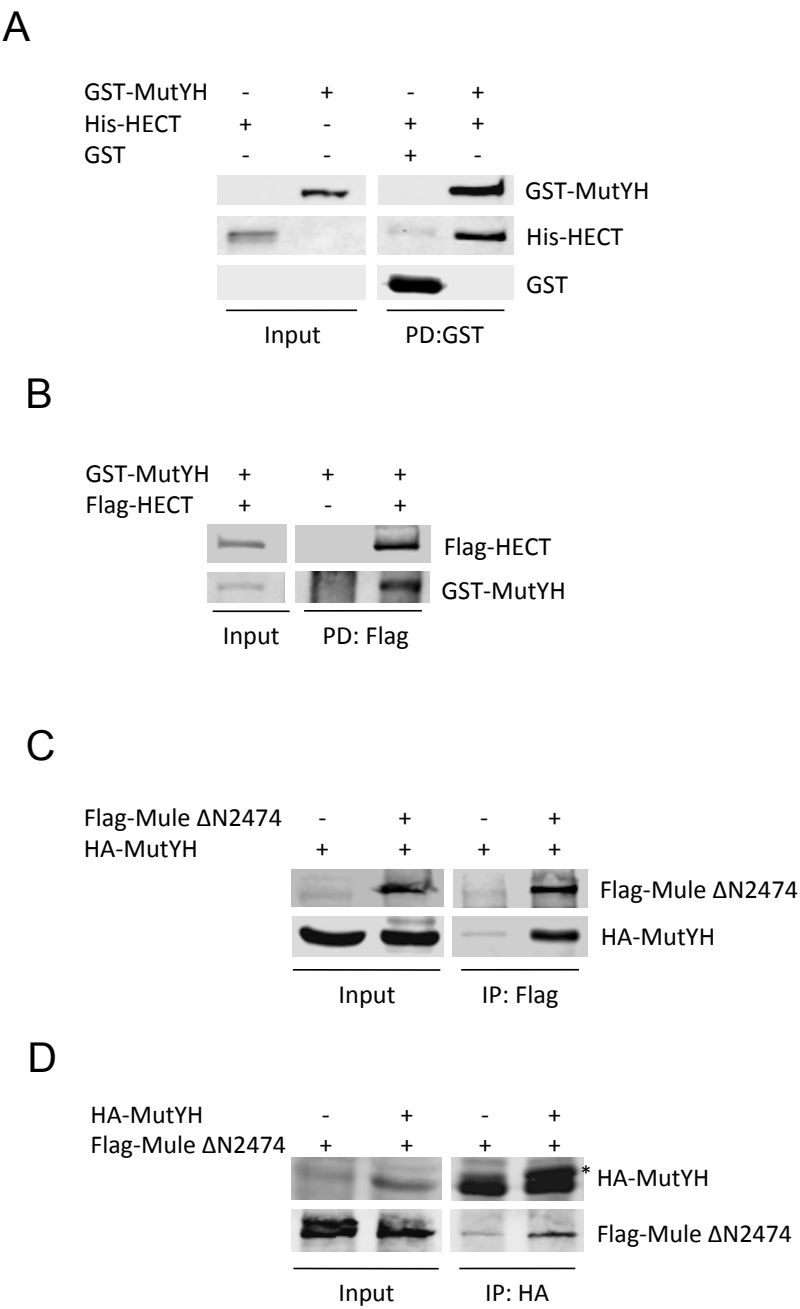 A
GST-MutYH - + - +
His-HECT + - + +
GST - - + -
GST-MutYH
His-HECT
GST
Input PD:GST
B
GST-MutYH + + +
Flag-HECT + - +
Flag-HECT
GST-MutYH
Input PD: Flag
C
Flag-Mule ΔN2474 - + - +
HA-MutYH + + + +
Flag-Mule ΔN2474
HA-MutYH
Input IP: Flag
D
HA-MutYH - + - +
Flag-Mule ΔN2474 + + + +
* HA-MutYH
Flag-Mule ΔN2474
Input IP: HA